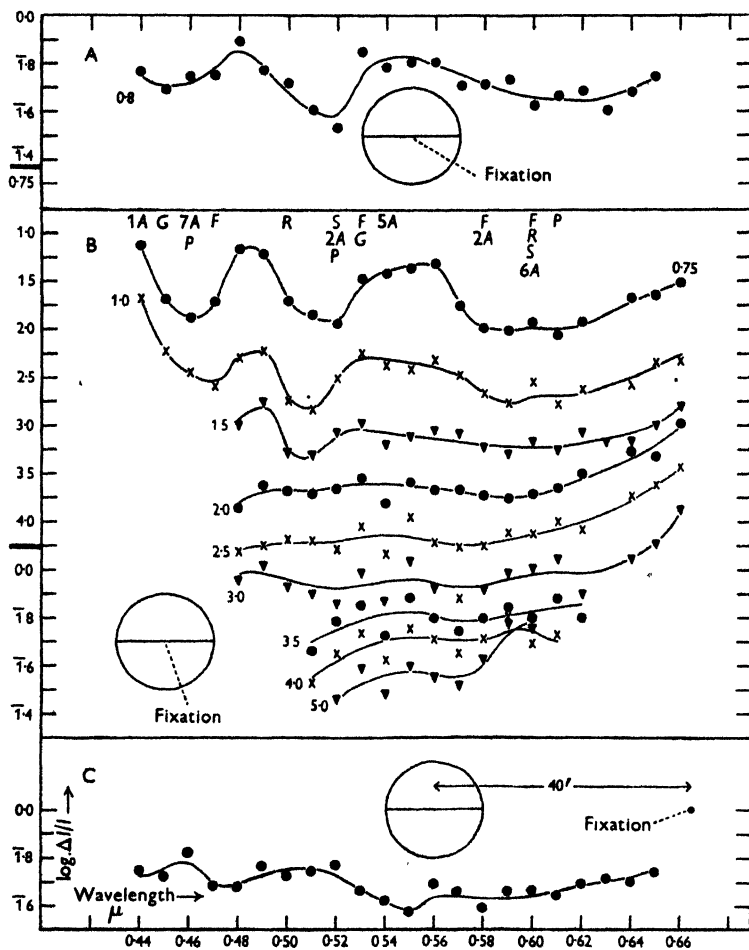 0·0
A
1̅·8
0·8
1̅·6
1̅·4
Fixation
0·75
1A G 7A F R S F 5A F F P
P 2A G 2A R
P S
6A
B
1·0
0·75
1·0
1·5
2·0
2·5
3·0
1·5
3·5
2·0
4·0
2·5
0·0
3·0
1̅·8
3·5
1̅·6
4·0
5·0
Fixation
1̅·4
C
40′
0·0
Fixation
log. ΔI/I →
1̅·8
Wavelength →
μ
1̅·6
0·44 0·46 0·48 0·50 0·52 0·54 0·56 0·58 0·60 0·62 0·64 0·66